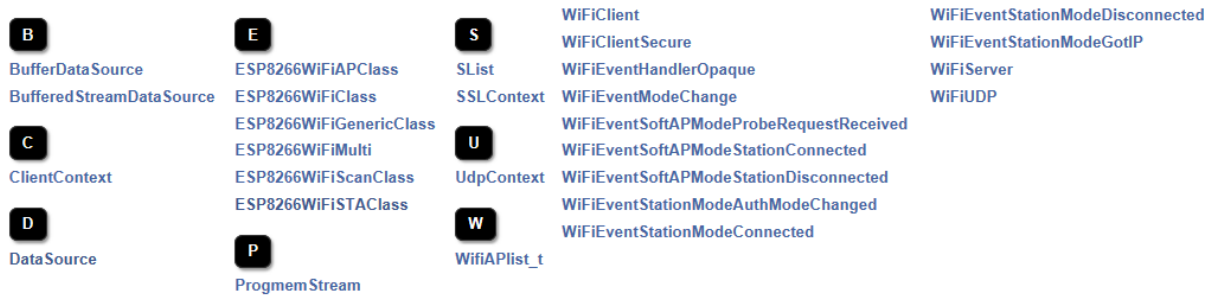 B
BufferDataSource
BufferedStreamDataSource
C
ClientContext
D
DataSource
E
ESP8266WiFiAPClass
ESP8266WiFiClass
ESP8266WiFiGenericClass
ESP8266WiFiMulti
ESP8266WiFiScanClass
ESP8266WiFiSTAClass
P
ProgmemStream
S
SList
SSLContext
U
UdpContext
W
WifiAPlist_t
WiFiClient
WiFiClientSecure
WiFiEventHandlerOpaque
WiFiEventModeChange
WiFiEventSoftAPModeProbeRequestReceived
WiFiEventSoftAPModeStationConnected
WiFiEventSoftAPModeStationDisconnected
WiFiEventStationModeAuthModeChanged
WiFiEventStationModeConnected
WiFiEventStationModeDisconnected
WiFiEventStationModeGotIP
WiFiServer
WiFiUDP